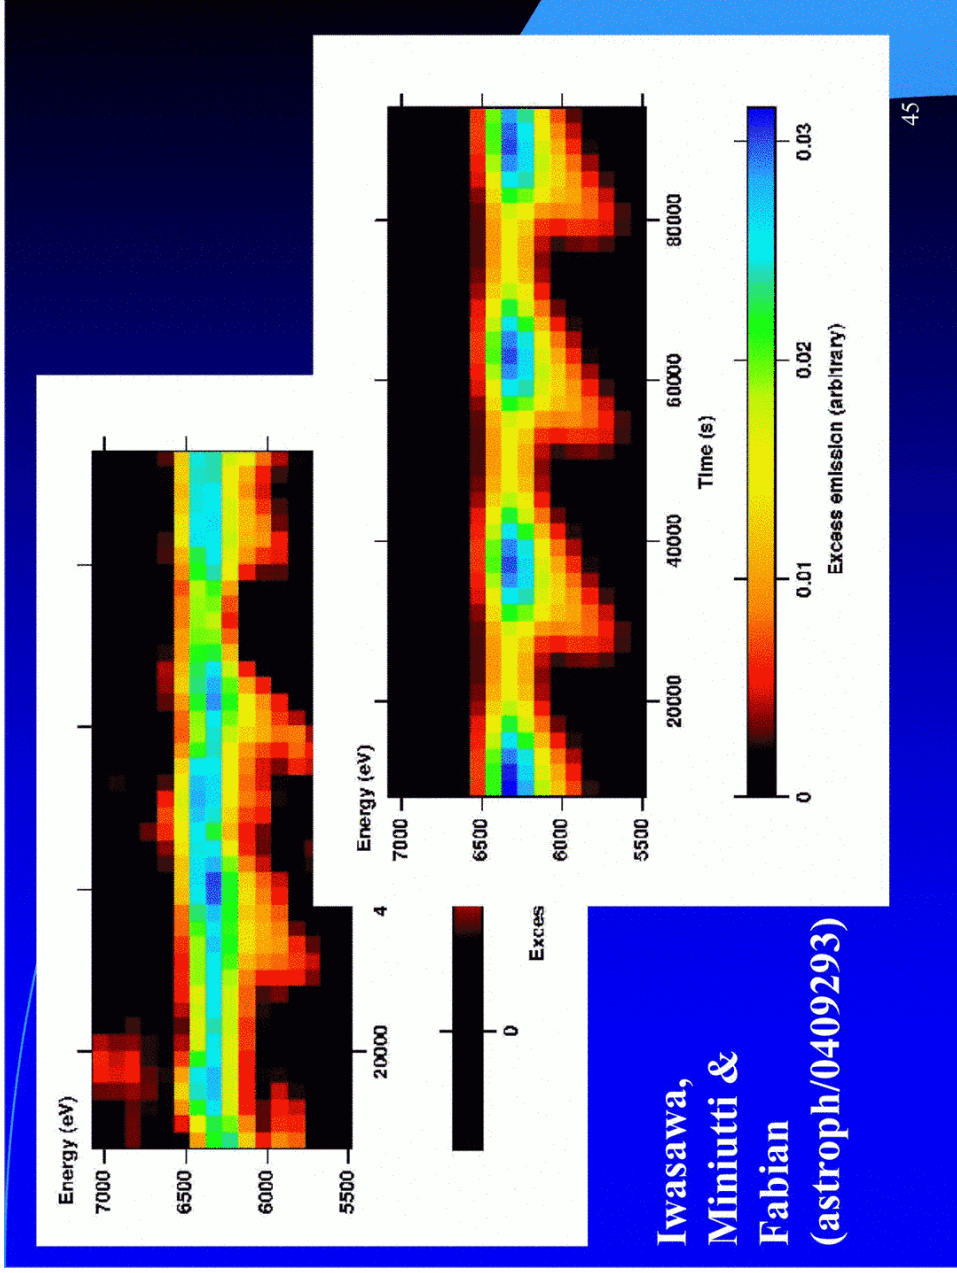 Energy (eV)
7000
6500
6000
5500
20000
4
0
Exces
Energy (eV)
7000
6500
6000
5500
20000
40000
60000
80000
Time (s)
0
0.01
0.02
0.03
Excess emission (arbitrary)
Iwasawa,
Miniutti &
Fabian
(astroph/0409293)
45